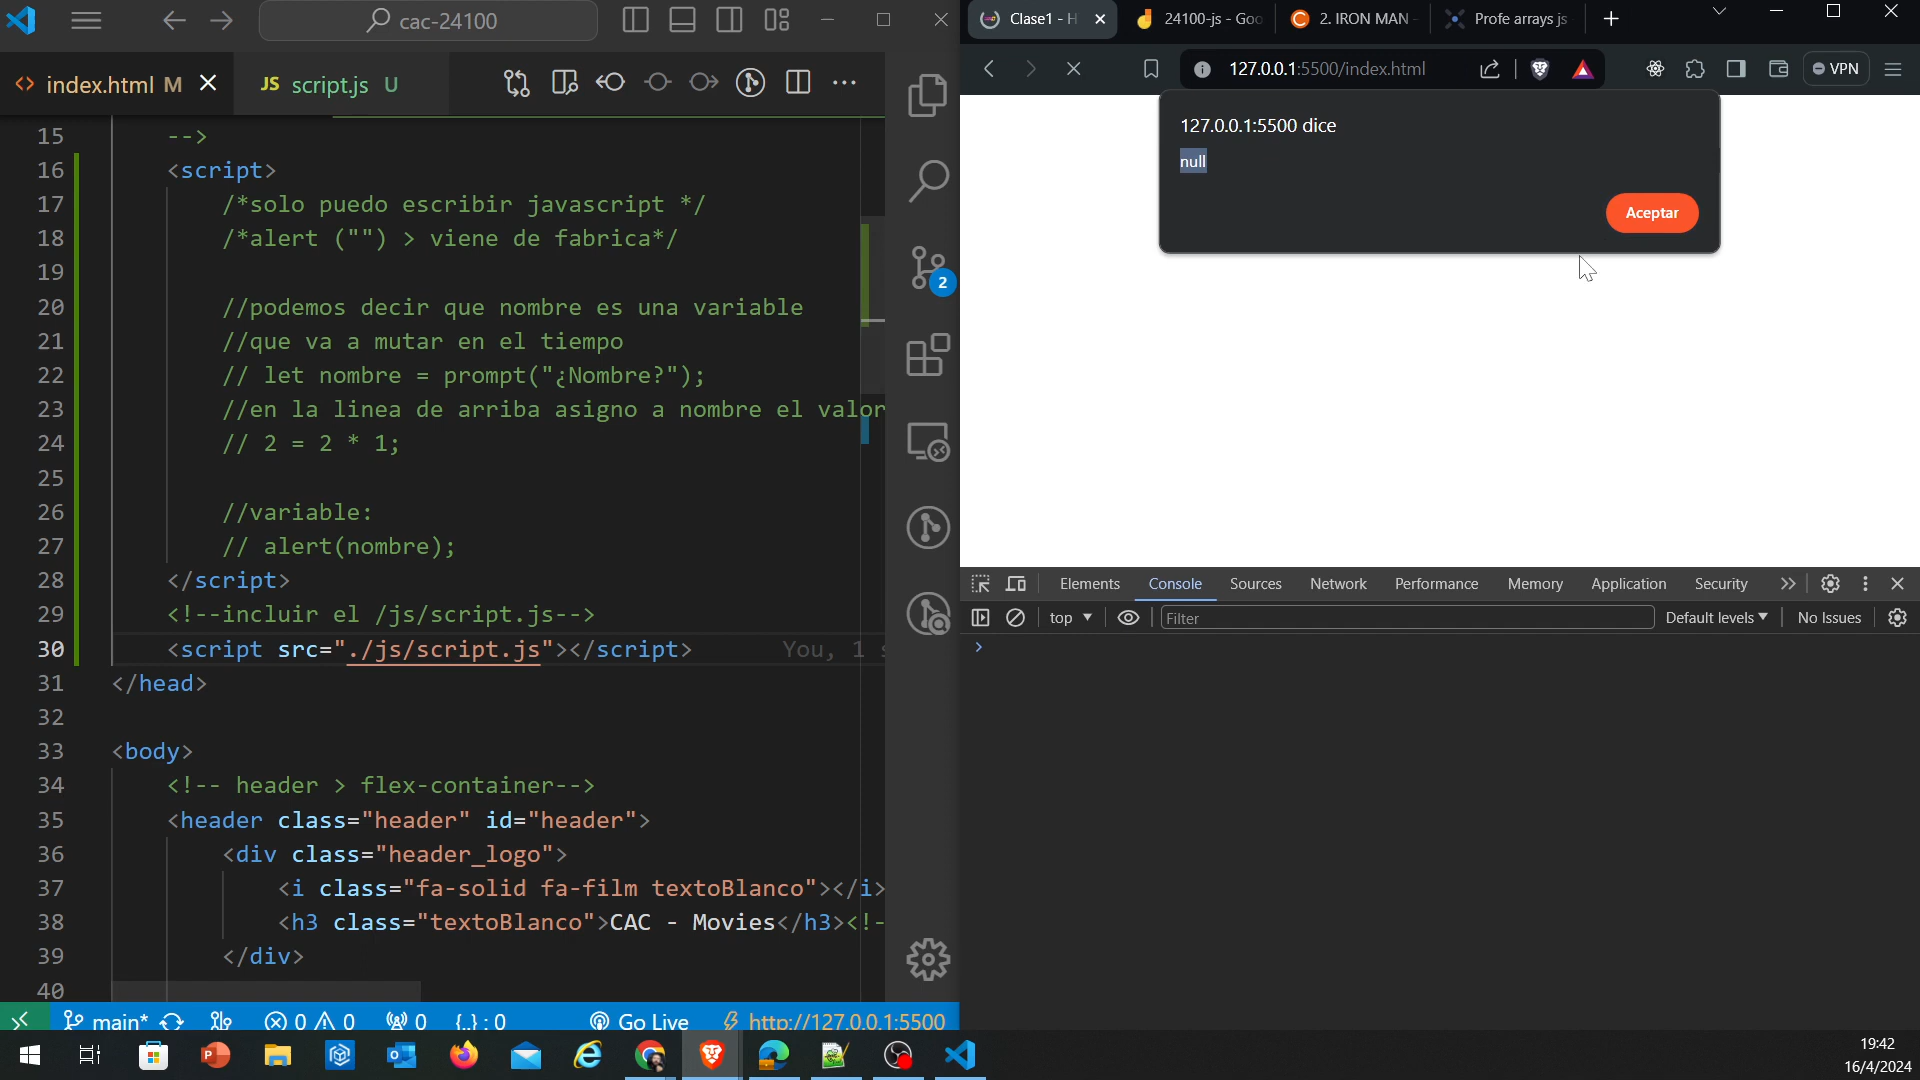 cac-24100
index.html M
JS script.js U
15 -->
16 <script>
17 /*solo puedo escribir javascript */
18 /*alert ("") > viene de fabrica*/
19
20 //podemos decir que nombre es una variable
21 //que va a mutar en el tiempo
22 // let nombre = prompt("¿Nombre?");
23 //en la linea de arriba asigno a nombre el valor
24 // 2 = 2 * 1;
25
26 //variable:
27 // alert(nombre);
28 </script>
29 <!--incluir el /js/script.js-->
30 <script src="./js/script.js"></script> You, 1 s
31 </head>
32
33 <body>
34 <!-- header > flex-container-->
35 <header class="header" id="header">
36 <div class="header_logo">
37 <i class="fa-solid fa-film textoBlanco"></i>
38 <h3 class="textoBlanco">CAC - Movies</h3><!-
39 </div>
40
2
main* 0 0 0 {..} : 0 Go Live http://127.0.0.1:5500
Clase1 - H 24100-js - Goo 2. IRON MAN - Profe arrays js
127.0.0.1:5500/index.html VPN
127.0.0.1:5500 dice
null
Aceptar
Elements Console Sources Network Performance Memory Application Security
top Filter Default levels No Issues
19:42
16/4/2024